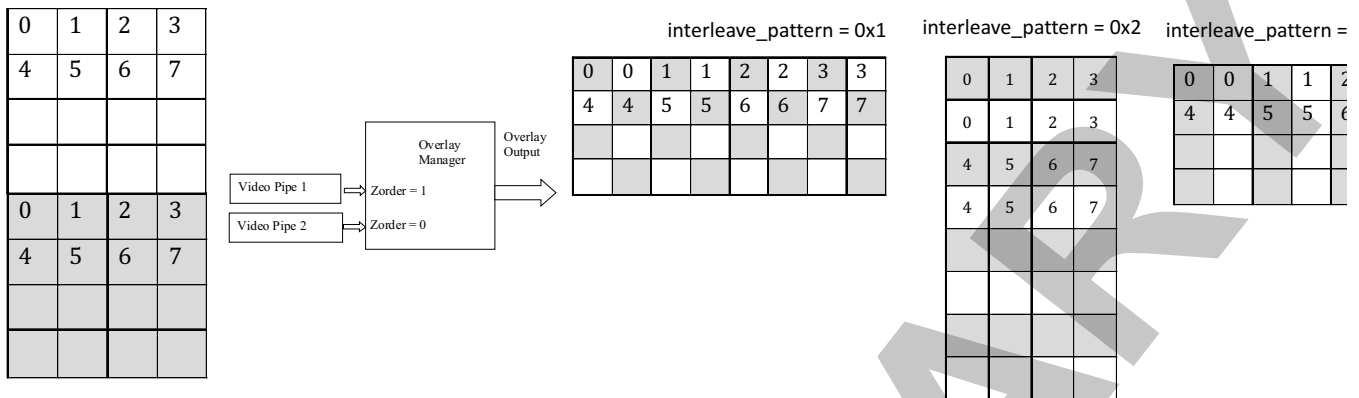 0 1 2 3
4 5 6 7
0 1 2 3
4 5 6 7
Video Pipe 1
Video Pipe 2
Overlay
Manager
Zorder = 1
Zorder = 0
Overlay
Output
interleave_pattern = 0x1
0 0 1 1 2 2 3 3
4 4 5 5 6 6 7 7
interleave_pattern = 0x2
0 1 2 3
0 1 2 3
4 5 6 7
4 5 6 7
interleave_pattern =
0 0 1 1 2
4 4 5 5 6